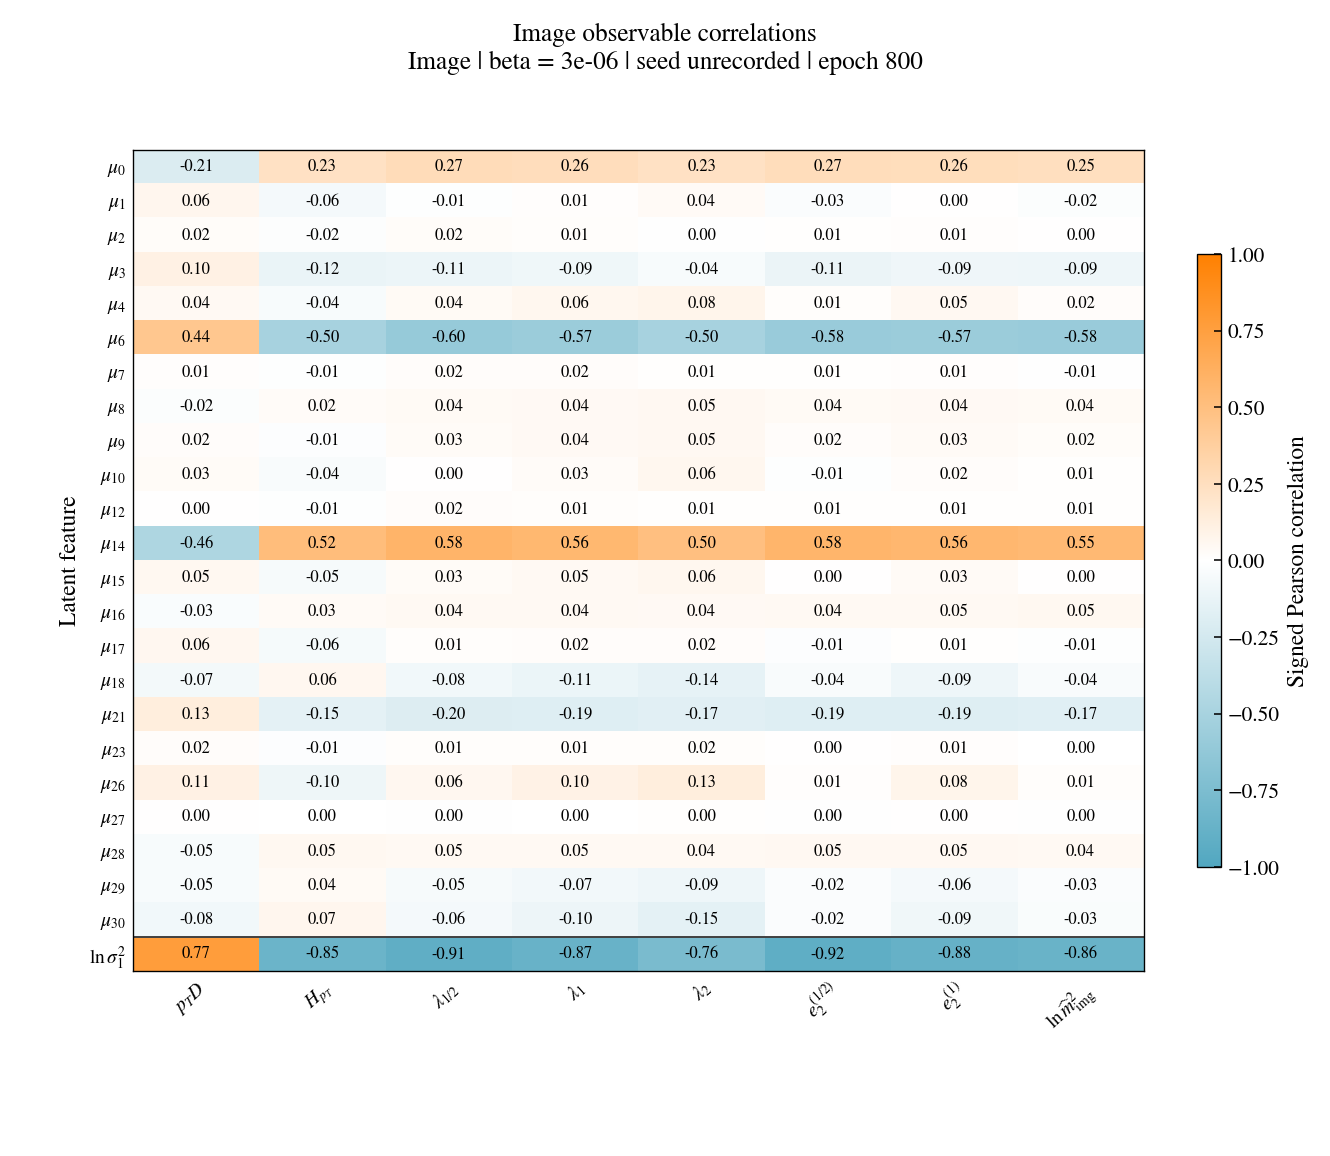 Image observable correlations
Image | beta = 3e-06 | seed unrecorded | epoch 800
μ0 -0.21 0.23 0.27 0.26 0.23 0.27 0.26 0.25
μ1 0.06 -0.06 -0.01 0.01 0.04 -0.03 0.00 -0.02
μ2 0.02 -0.02 0.02 0.01 0.00 0.01 0.01 0.00
μ3 0.10 -0.12 -0.11 -0.09 -0.04 -0.11 -0.09 -0.09
μ4 0.04 -0.04 0.04 0.06 0.08 0.01 0.05 0.02
μ6 0.44 -0.50 -0.60 -0.57 -0.50 -0.58 -0.57 -0.58
μ7 0.01 -0.01 0.02 0.02 0.01 0.01 0.01 -0.01
μ8 -0.02 0.02 0.04 0.04 0.05 0.04 0.04 0.04
μ9 0.02 -0.01 0.03 0.04 0.05 0.02 0.03 0.02
μ10 0.03 -0.04 0.00 0.03 0.06 -0.01 0.02 0.01
μ12 0.00 -0.01 0.02 0.01 0.01 0.01 0.01 0.01
μ14 -0.46 0.52 0.58 0.56 0.50 0.58 0.56 0.55
μ15 0.05 -0.05 0.03 0.05 0.06 0.00 0.03 0.00
μ16 -0.03 0.03 0.04 0.04 0.04 0.04 0.05 0.05
μ17 0.06 -0.06 0.01 0.02 0.02 -0.01 0.01 -0.01
μ18 -0.07 0.06 -0.08 -0.11 -0.14 -0.04 -0.09 -0.04
μ21 0.13 -0.15 -0.20 -0.19 -0.17 -0.19 -0.19 -0.17
μ23 0.02 -0.01 0.01 0.01 0.02 0.00 0.01 0.00
μ26 0.11 -0.10 0.06 0.10 0.13 0.01 0.08 0.01
μ27 0.00 0.00 0.00 0.00 0.00 0.00 0.00 0.00
μ28 -0.05 0.05 0.05 0.05 0.04 0.05 0.05 0.04
μ29 -0.05 0.04 -0.05 -0.07 -0.09 -0.02 -0.06 -0.03
μ30 -0.08 0.07 -0.06 -0.10 -0.15 -0.02 -0.09 -0.03
ln σ₁² 0.77 -0.85 -0.91 -0.87 -0.76 -0.92 -0.88 -0.86
pTD HpT λ1/2 λ1 λ2 e2^(1/2) e2^(1) ln m̂²img
Latent feature
1.00
0.75
0.50
0.25
0.00
−0.25
−0.50
−0.75
−1.00
Signed Pearson correlation